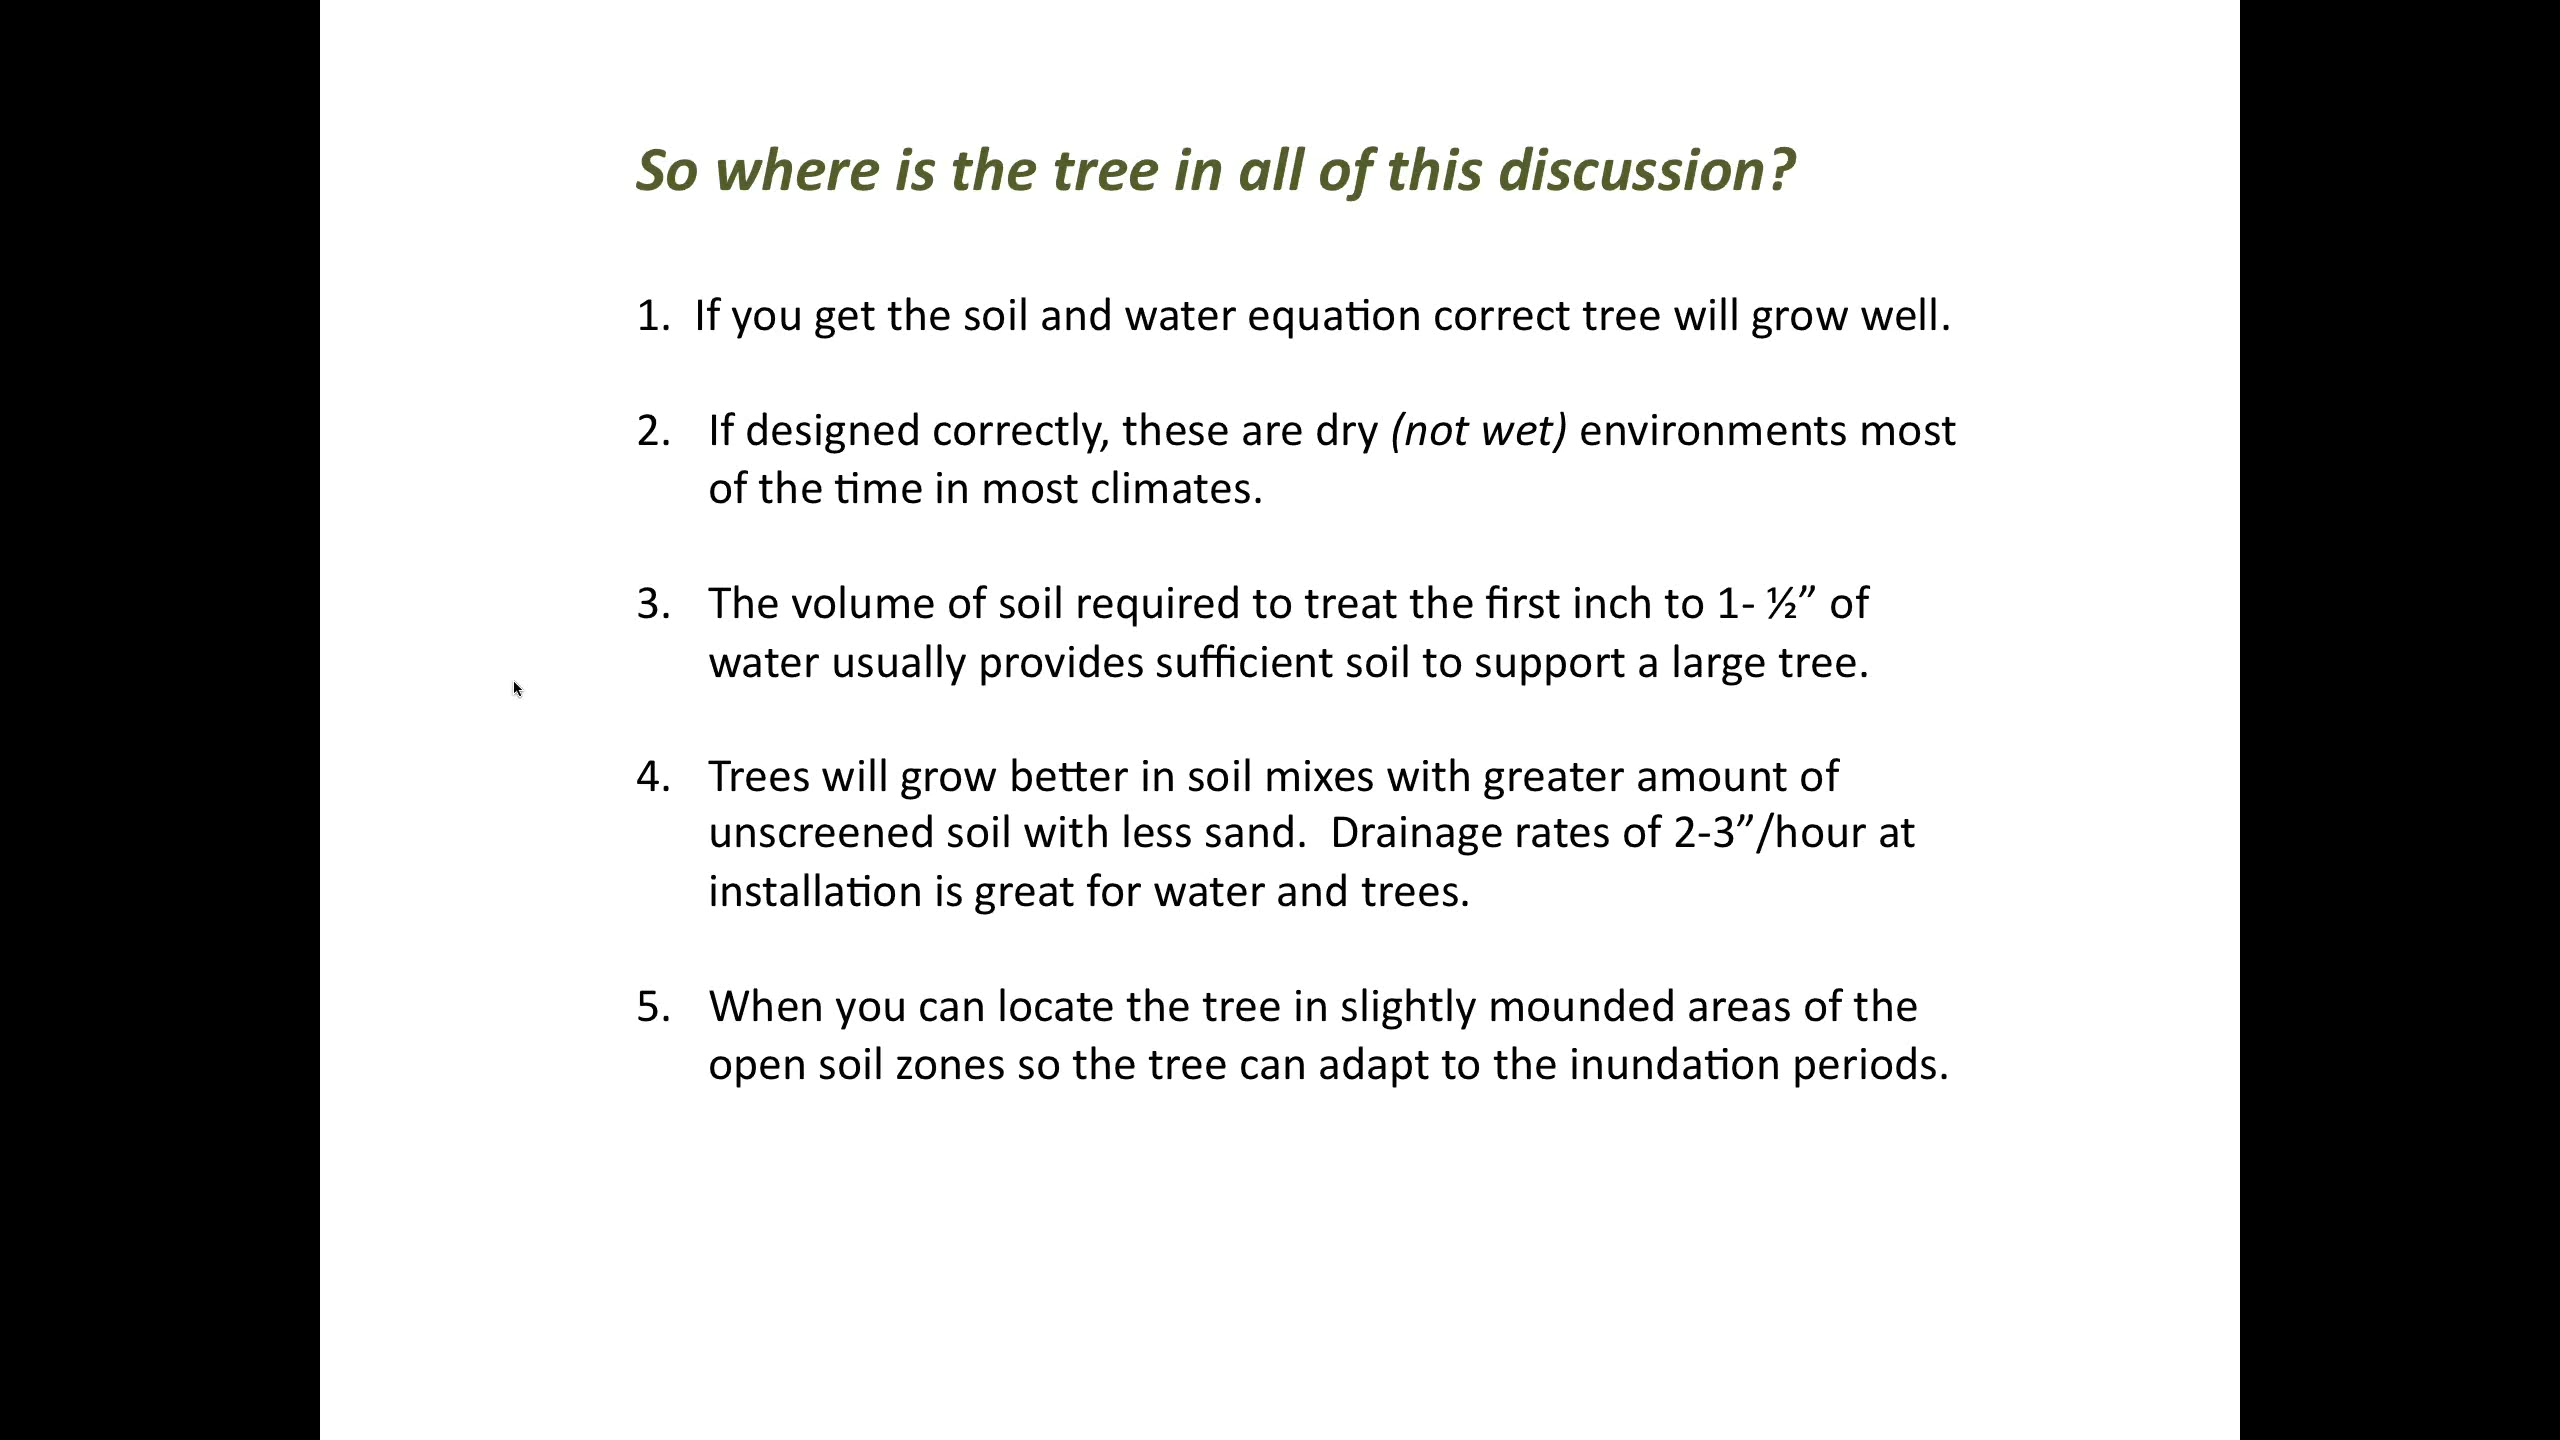 So where is the tree in all of this discussion?
1. If you get the soil and water equation correct tree will grow well.
2. If designed correctly, these are dry (not wet) environments most
of the time in most climates.
3. The volume of soil required to treat the first inch to 1- ½” of
water usually provides sufficient soil to support a large tree.
4. Trees will grow better in soil mixes with greater amount of
unscreened soil with less sand.  Drainage rates of 2-3”/hour at
installation is great for water and trees.
5. When you can locate the tree in slightly mounded areas of the
open soil zones so the tree can adapt to the inundation periods.